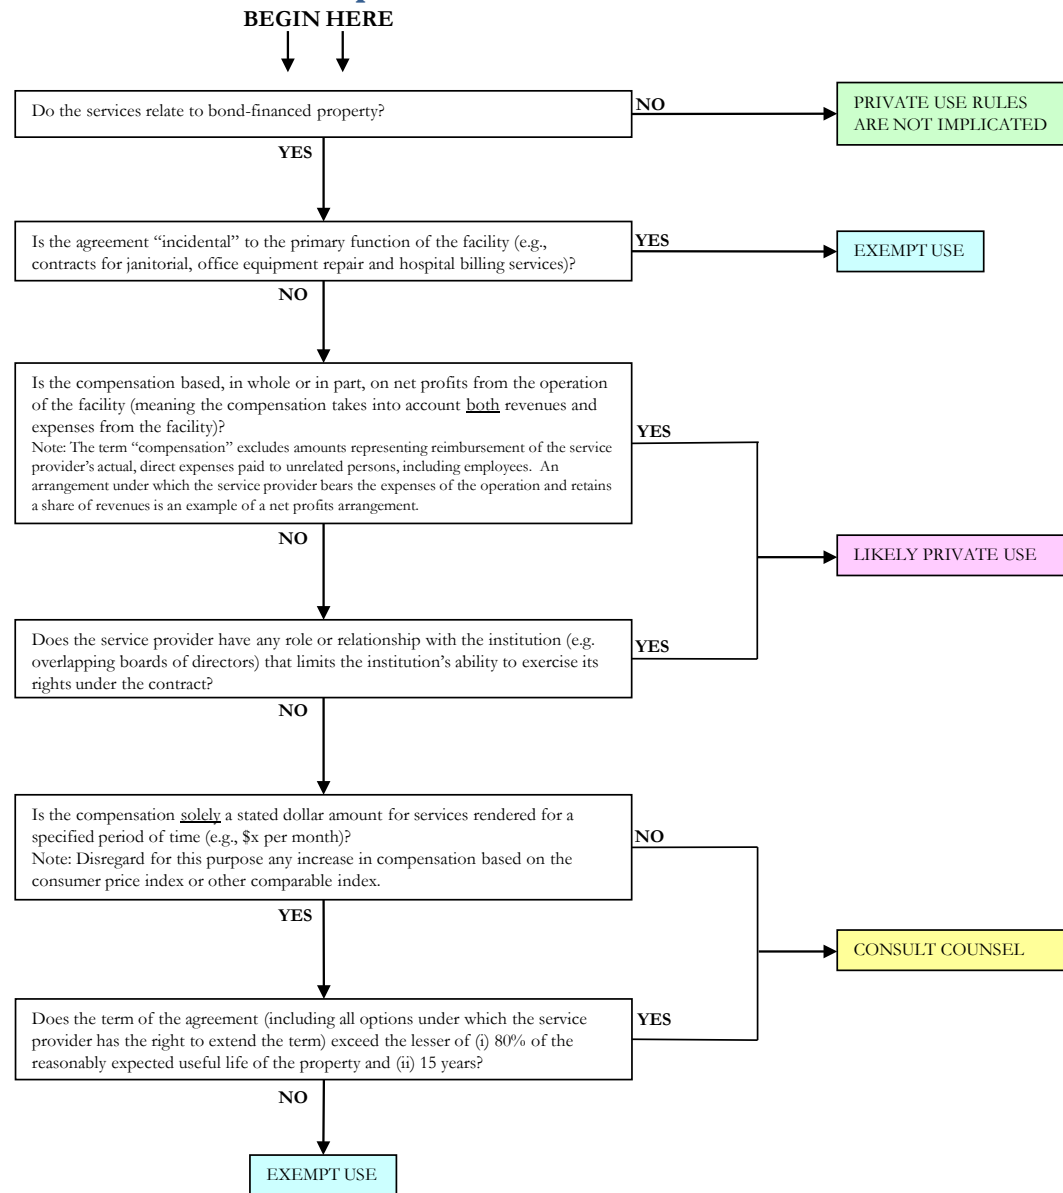 BEGIN HERE
Do the services relate to bond-financed property?
NO
PRIVATE USE RULES
ARE NOT IMPLICATED
YES
Is the agreement “incidental” to the primary function of the facility (e.g.,
contracts for janitorial, office equipment repair and hospital billing services)?
YES
EXEMPT USE
NO
Is the compensation based, in whole or in part, on net profits from the operation
of the facility (meaning the compensation takes into account both revenues and
expenses from the facility)?
Note: The term “compensation” excludes amounts representing reimbursement of the service
provider’s actual, direct expenses paid to unrelated persons, including employees.  An
arrangement under which the service provider bears the expenses of the operation and retains
a share of revenues is an example of a net profits arrangement.
YES
NO
LIKELY PRIVATE USE
Does the service provider have any role or relationship with the institution (e.g.
overlapping boards of directors) that limits the institution’s ability to exercise its
rights under the contract?
YES
NO
Is the compensation solely a stated dollar amount for services rendered for a
specified period of time (e.g., $x per month)?
Note: Disregard for this purpose any increase in compensation based on the
consumer price index or other comparable index.
NO
YES
CONSULT COUNSEL
Does the term of the agreement (including all options under which the service
provider has the right to extend the term) exceed the lesser of (i) 80% of the
reasonably expected useful life of the property and (ii) 15 years?
YES
NO
EXEMPT USE